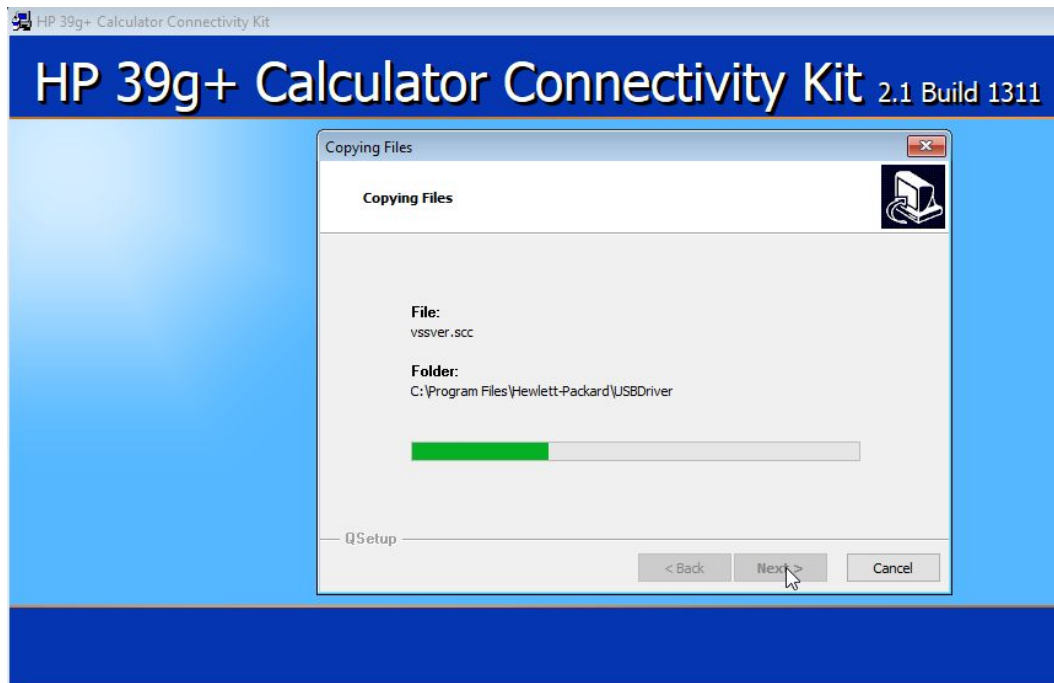 HP 39g+ Calculator Connectivity Kit
HP 39g+ Calculator Connectivity Kit 2.1 Build 1311
Copying Files
Copying Files
File:
vssver.scc
Folder:
C:\Program Files\Hewlett-Packard\USBDriver
QSetup
< Back Next > Cancel